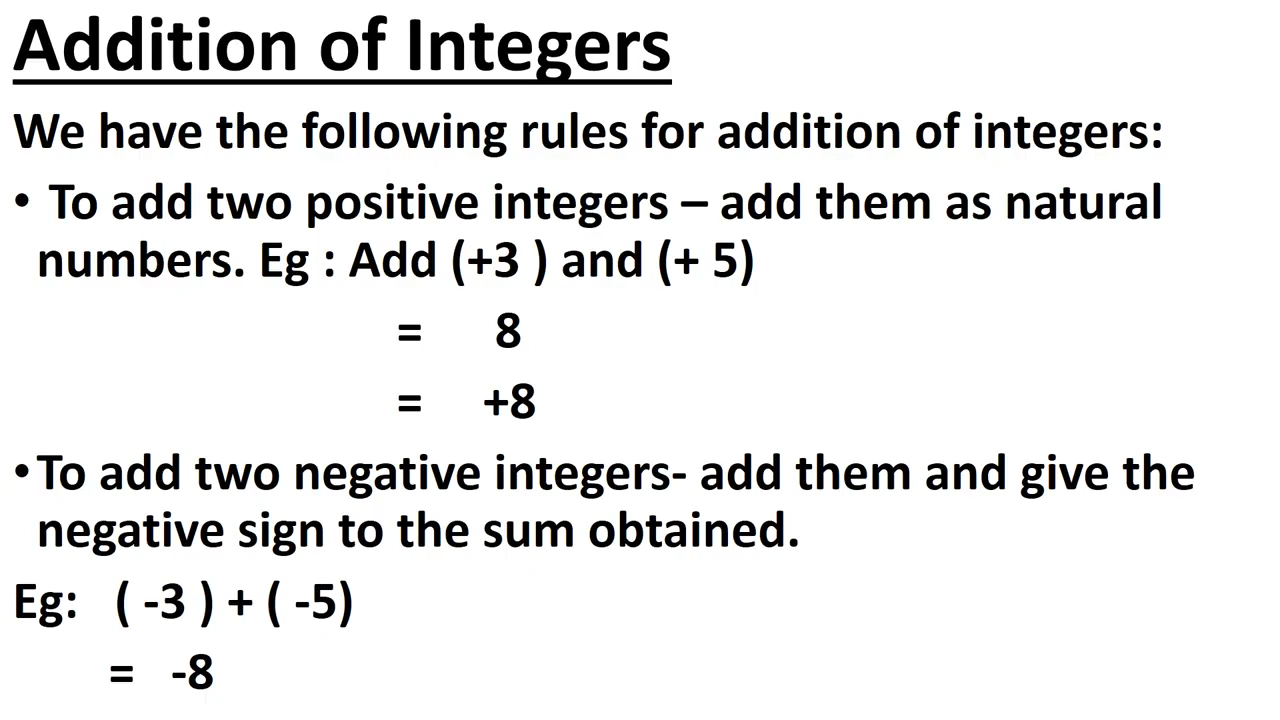 Addition of Integers
We have the following rules for addition of integers:
• To add two positive integers – add them as natural
numbers. Eg : Add (+3 ) and (+ 5)
= 8
= +8
• To add two negative integers- add them and give the
negative sign to the sum obtained.
Eg: ( -3 ) + ( -5)
= -8